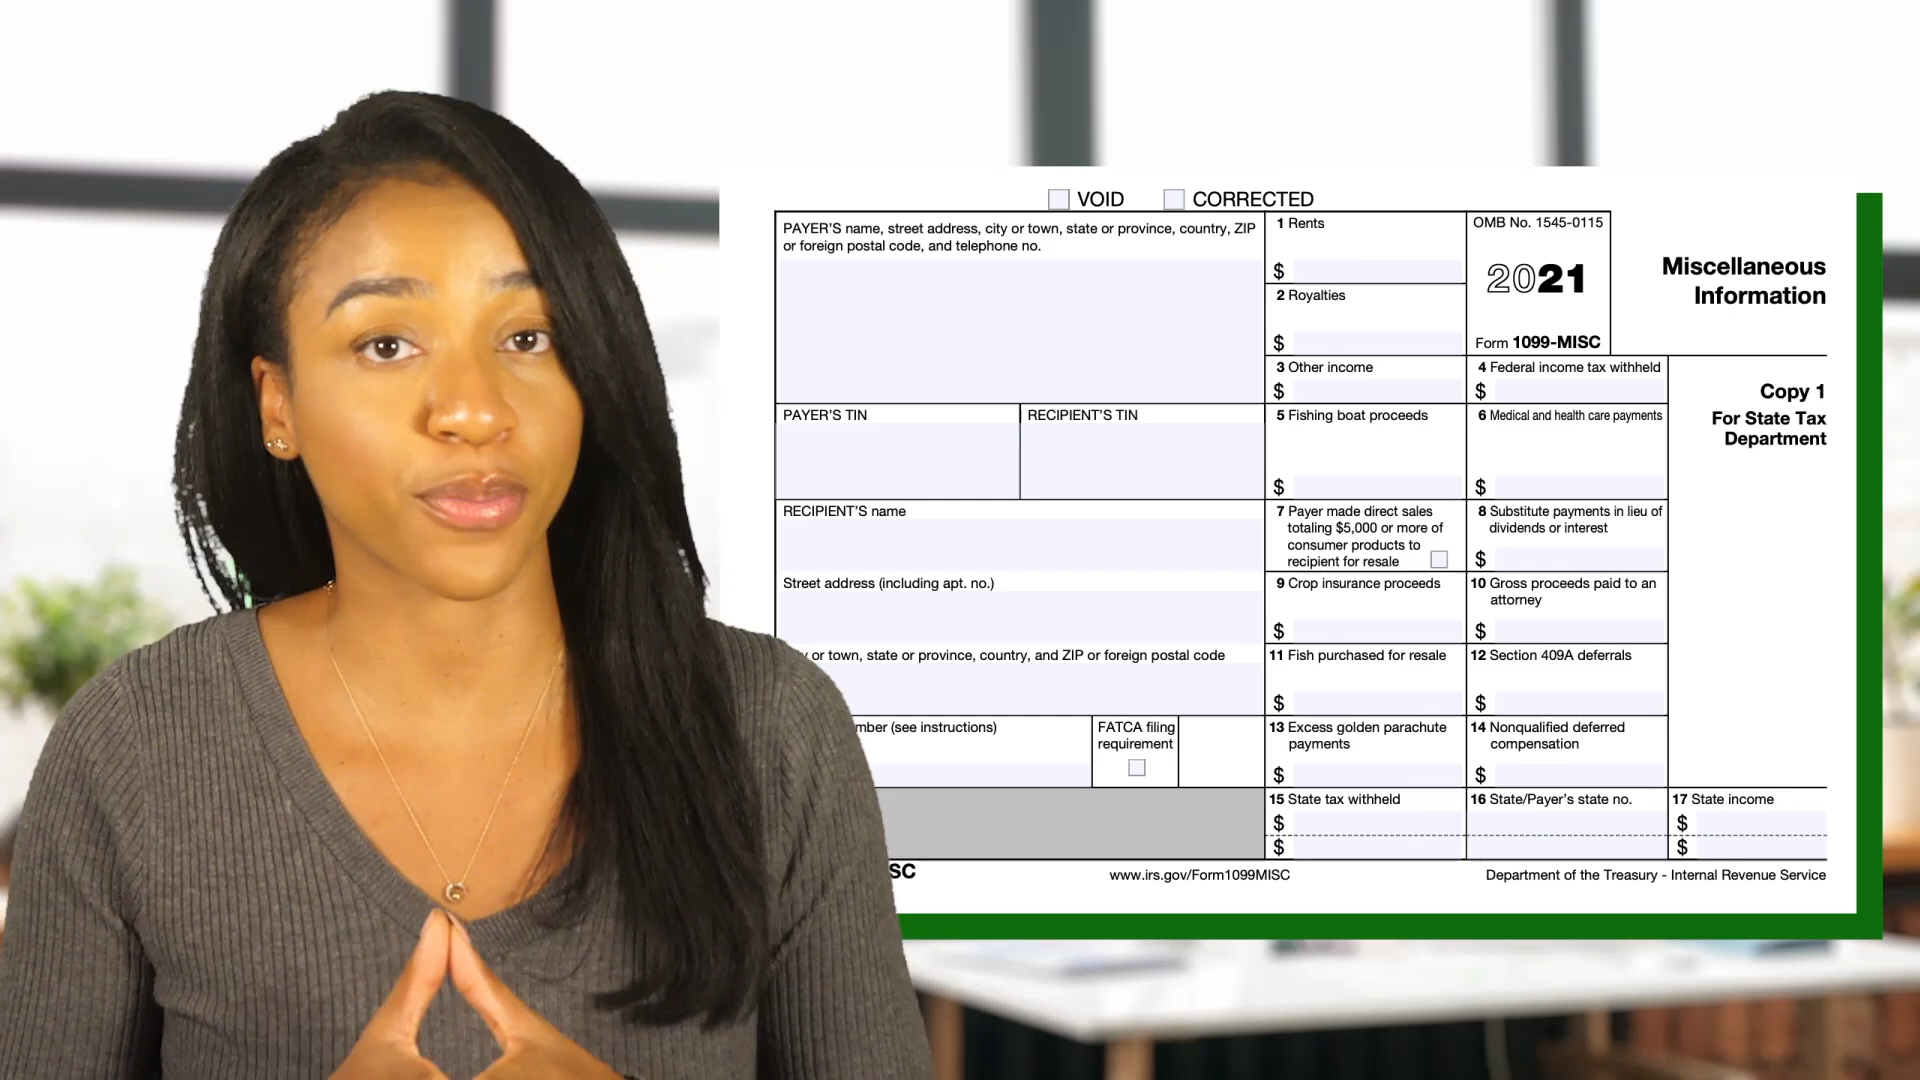 VOID CORRECTED
PAYER'S name, street address, city or town, state or province, country, ZIP
or foreign postal code, and telephone no.
1 Rents
$
OMB No. 1545-0115
2021
Form 1099-MISC
Miscellaneous
Information
2 Royalties
$
3 Other income
$
4 Federal income tax withheld
$
Copy 1
For State Tax
Department
PAYER'S TIN
RECIPIENT'S TIN
5 Fishing boat proceeds
$
6 Medical and health care payments
$
RECIPIENT'S name
7 Payer made direct sales
totaling $5,000 or more of
consumer products to
recipient for resale
8 Substitute payments in lieu of
dividends or interest
$
Street address (including apt. no.)
9 Crop insurance proceeds
$
10 Gross proceeds paid to an
attorney
$
or town, state or province, country, and ZIP or foreign postal code
11 Fish purchased for resale
$
12 Section 409A deferrals
$
(see instructions)
FATCA filing
requirement
13 Excess golden parachute
payments
$
14 Nonqualified deferred
compensation
$
15 State tax withheld
$
$
16 State/Payer's state no.
17 State income
$
$
www.irs.gov/Form1099MISC
Department of the Treasury - Internal Revenue Service